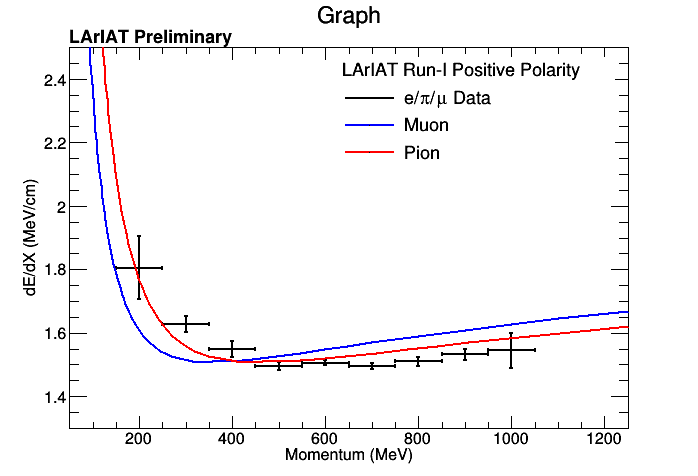 Graph
LArIAT Preliminary
LArIAT Run-I Positive Polarity
e/π/μ Data
Muon
Pion
dE/dX (MeV/cm)
2.4
2.2
2
1.8
1.6
1.4
200 400 600 800 1000 1200
Momentum (MeV)